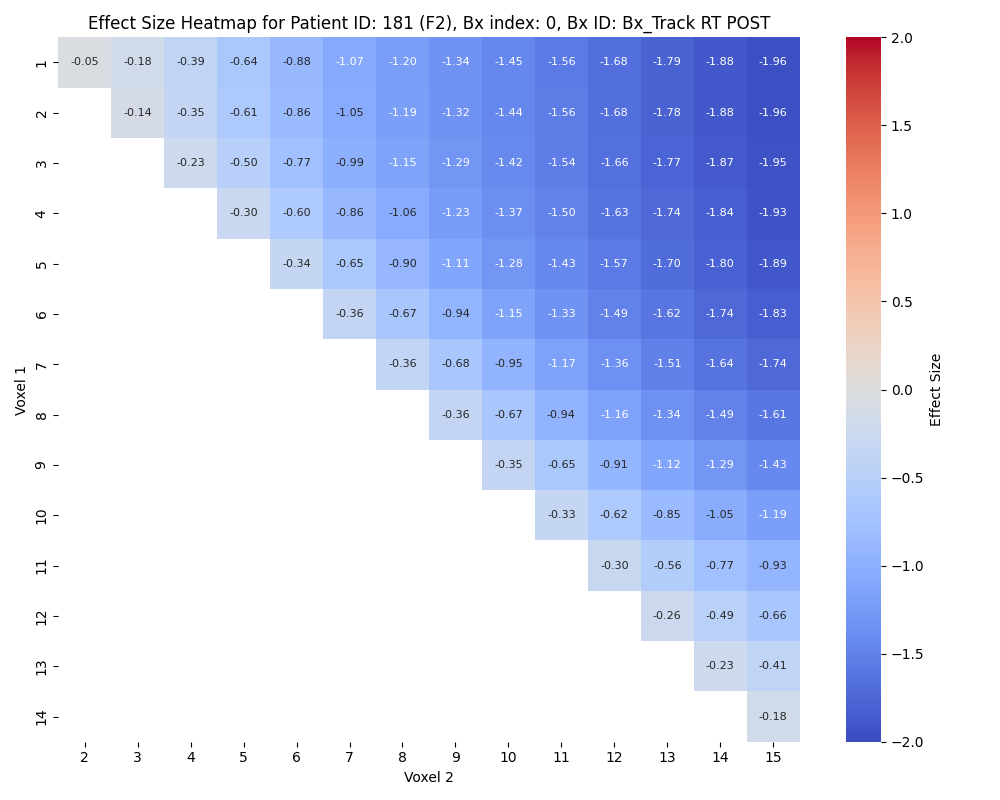 Effect Size Heatmap for Patient ID: 181 (F2), Bx index: 0, Bx ID: Bx_Track RT POST
1 -0.05 -0.18 -0.39 -0.64 -0.88 -1.07 -1.20 -1.34 -1.45 -1.56 -1.68 -1.79 -1.88 -1.96
2 -0.14 -0.35 -0.61 -0.86 -1.05 -1.19 -1.32 -1.44 -1.56 -1.68 -1.78 -1.88 -1.96
3 -0.23 -0.50 -0.77 -0.99 -1.15 -1.29 -1.42 -1.54 -1.66 -1.77 -1.87 -1.95
4 -0.30 -0.60 -0.86 -1.06 -1.23 -1.37 -1.50 -1.63 -1.74 -1.84 -1.93
5 -0.34 -0.65 -0.90 -1.11 -1.28 -1.43 -1.57 -1.70 -1.80 -1.89
6 -0.36 -0.67 -0.94 -1.15 -1.33 -1.49 -1.62 -1.74 -1.83
7 -0.36 -0.68 -0.95 -1.17 -1.36 -1.51 -1.64 -1.74
8 -0.36 -0.67 -0.94 -1.16 -1.34 -1.49 -1.61
9 -0.35 -0.65 -0.91 -1.12 -1.29 -1.43
10 -0.33 -0.62 -0.85 -1.05 -1.19
11 -0.30 -0.56 -0.77 -0.93
12 -0.26 -0.49 -0.66
13 -0.23 -0.41
14 -0.18
Voxel 1
2 3 4 5 6 7 8 9 10 11 12 13 14 15
Voxel 2
2.0
1.5
1.0
0.5
0.0
−0.5
−1.0
−1.5
−2.0
Effect Size